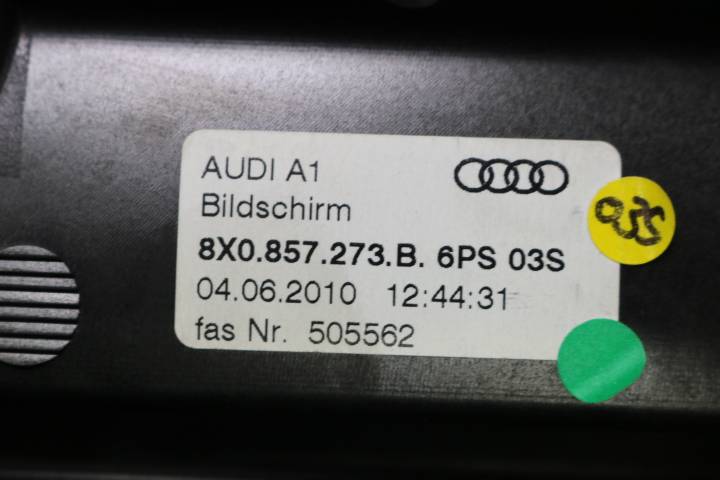 AUDI A1
Bildschirm
8X0.857.273.B. 6PS 03S
04.06.2010 12:44:31
fas Nr. 505562